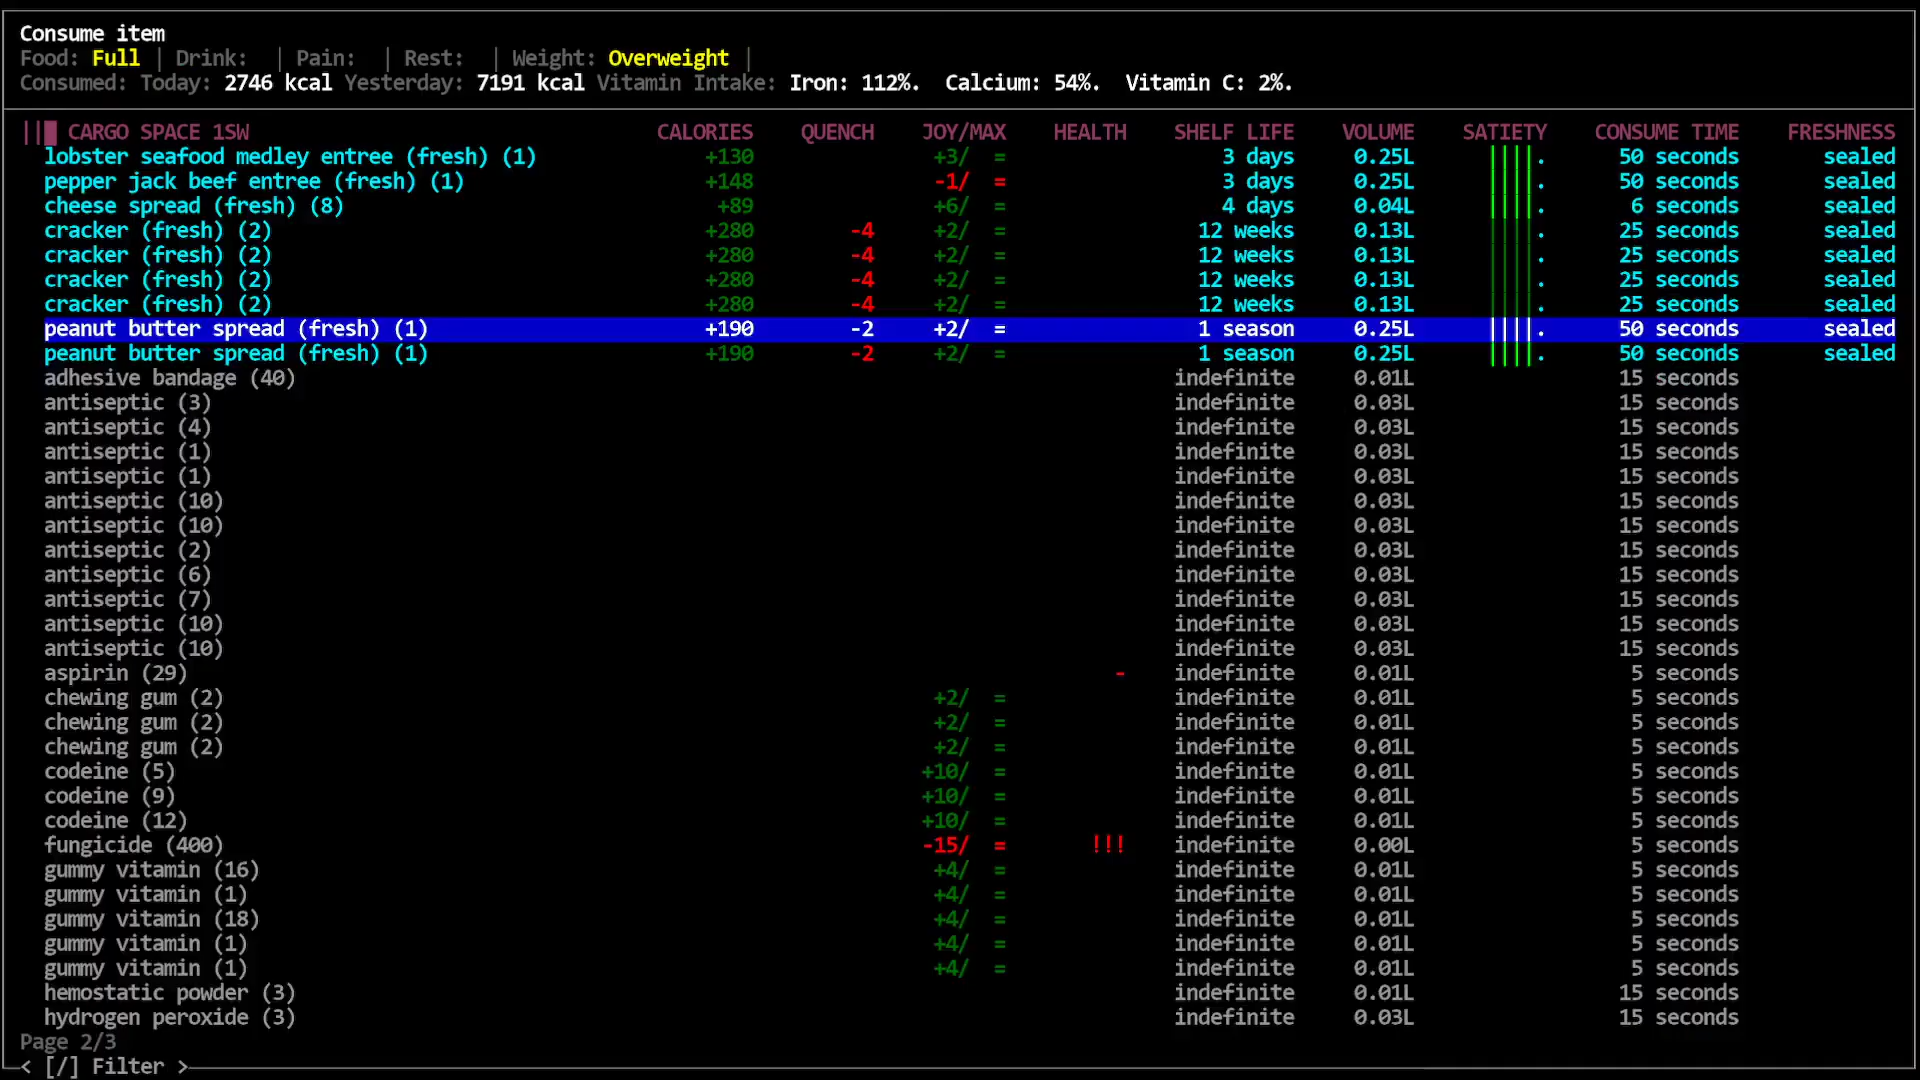 Consume item
Food: Full | Drink: | Pain: | Rest: | Weight: Overweight |
Consumed: Today: 2746 kcal Yesterday: 7191 kcal Vitamin Intake: Iron: 112%. Calcium: 54%. Vitamin C: 2%.
CARGO SPACE 1SW CALORIES QUENCH JOY/MAX HEALTH SHELF LIFE VOLUME SATIETY CONSUME TIME FRESHNESS
lobster seafood medley entree (fresh) (1) +130 +3/ = 3 days 0.25L ||||. 50 seconds sealed
pepper jack beef entree (fresh) (1) +148 -1/ = 3 days 0.25L ||||. 50 seconds sealed
cheese spread (fresh) (8) +89 +6/ = 4 days 0.04L ||||. 6 seconds sealed
cracker (fresh) (2) +280 -4 +2/ = 12 weeks 0.13L ||||. 25 seconds sealed
cracker (fresh) (2) +280 -4 +2/ = 12 weeks 0.13L ||||. 25 seconds sealed
cracker (fresh) (2) +280 -4 +2/ = 12 weeks 0.13L ||||. 25 seconds sealed
cracker (fresh) (2) +280 -4 +2/ = 12 weeks 0.13L ||||. 25 seconds sealed
peanut butter spread (fresh) (1) +190 -2 +2/ = 1 season 0.25L ||||. 50 seconds sealed
peanut butter spread (fresh) (1) +190 -2 +2/ = 1 season 0.25L ||||. 50 seconds sealed
adhesive bandage (40) indefinite 0.01L 15 seconds
antiseptic (3) indefinite 0.03L 15 seconds
antiseptic (4) indefinite 0.03L 15 seconds
antiseptic (1) indefinite 0.03L 15 seconds
antiseptic (1) indefinite 0.03L 15 seconds
antiseptic (10) indefinite 0.03L 15 seconds
antiseptic (10) indefinite 0.03L 15 seconds
antiseptic (2) indefinite 0.03L 15 seconds
antiseptic (6) indefinite 0.03L 15 seconds
antiseptic (7) indefinite 0.03L 15 seconds
antiseptic (10) indefinite 0.03L 15 seconds
antiseptic (10) indefinite 0.03L 15 seconds
aspirin (29) - indefinite 0.01L 5 seconds
chewing gum (2) +2/ = indefinite 0.01L 5 seconds
chewing gum (2) +2/ = indefinite 0.01L 5 seconds
chewing gum (2) +2/ = indefinite 0.01L 5 seconds
codeine (5) +10/ = indefinite 0.01L 5 seconds
codeine (9) +10/ = indefinite 0.01L 5 seconds
codeine (12) +10/ = indefinite 0.01L 5 seconds
fungicide (400) -15/ = !!! indefinite 0.00L 5 seconds
gummy vitamin (16) +4/ = indefinite 0.01L 5 seconds
gummy vitamin (1) +4/ = indefinite 0.01L 5 seconds
gummy vitamin (18) +4/ = indefinite 0.01L 5 seconds
gummy vitamin (1) +4/ = indefinite 0.01L 5 seconds
gummy vitamin (1) +4/ = indefinite 0.01L 5 seconds
hemostatic powder (3) indefinite 0.01L 15 seconds
hydrogen peroxide (3) indefinite 0.03L 15 seconds
Page 2/3
< [/] Filter >